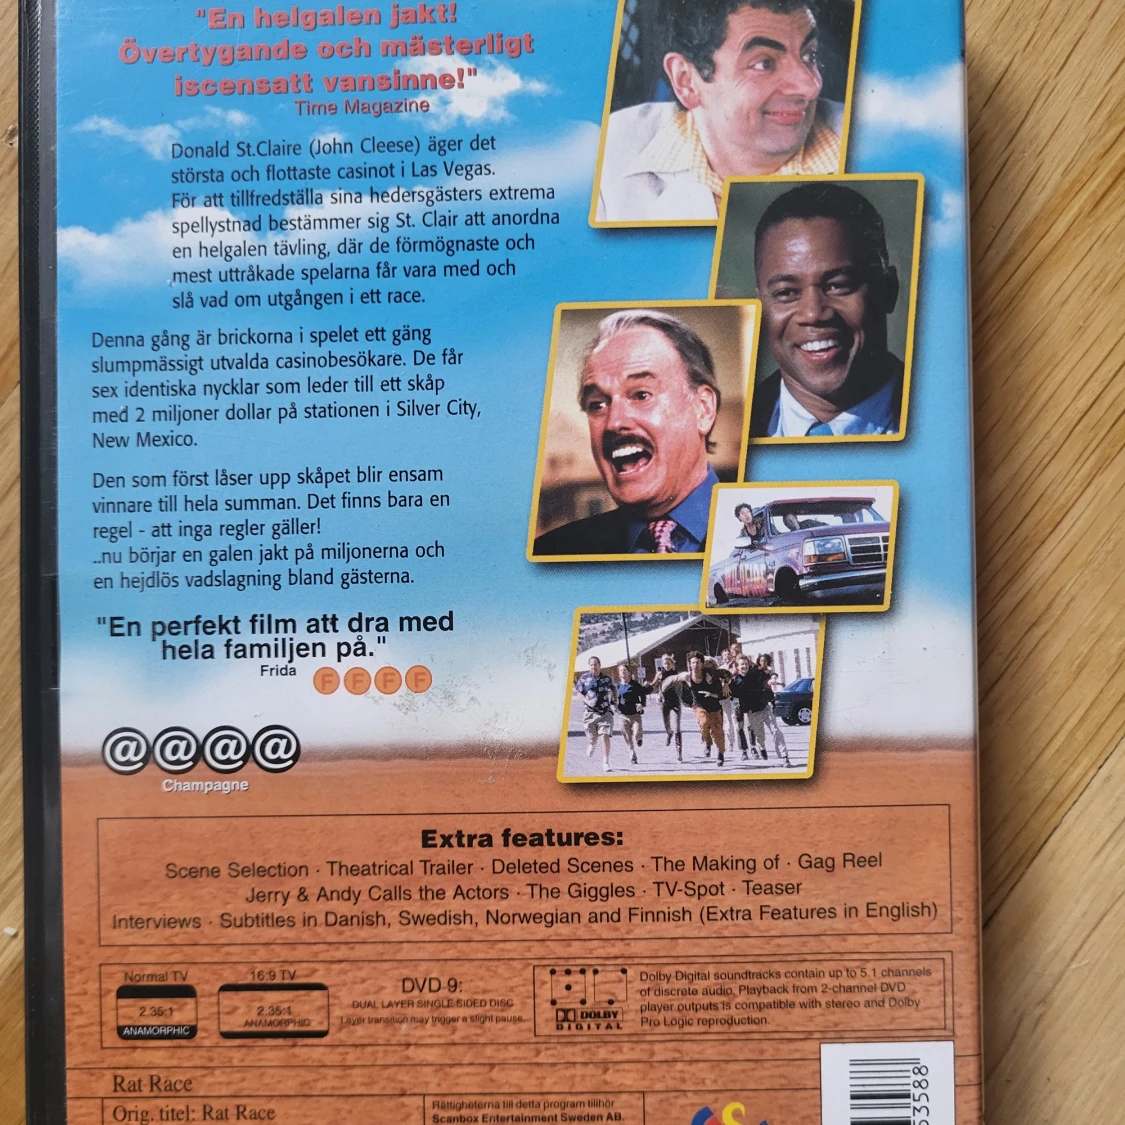 "En helgalen jakt!
Övertygande och mästerligt
iscensatt vansinne!"
Time Magazine
Donald St.Claire (John Cleese) äger det
största och flottaste casinot i Las Vegas.
För att tillfredställa sina hedersgästers extrema
spellystnad bestämmer sig St. Clair att anordna
en helgalen tävling, där de förmögnaste och
mest uttråkade spelarna får vara med och
slå vad om utgången i ett race.
Denna gång är brickorna i spelet ett gäng
slumpmässigt utvalda casinobesökare. De får
sex identiska nycklar som leder till ett skåp
med 2 miljoner dollar på stationen i Silver City,
New Mexico.
Den som först låser upp skåpet blir ensam
vinnare till hela summan. Det finns bara en
regel - att inga regler gäller!
..nu börjar en galen jakt på miljonerna och
en hejdlös vadslagning bland gästerna.
"En perfekt film att dra med
hela familjen på."
Frida F F F F
@ @ @ @
Champagne
Extra features:
Scene Selection · Theatrical Trailer · Deleted Scenes · The Making of · Gag Reel
Jerry & Andy Calls the Actors · The Giggles · TV-Spot · Teaser
Interviews · Subtitles in Danish, Swedish, Norwegian and Finnish (Extra Features in English)
Normal TV
2.35:1
ANAMORPHIC
16:9 TV
2.35:1
ANAMORPHIC
DVD 9:
DUAL LAYER SINGLE SIDED DISC
Layer transition may trigger a slight pause.
DOLBY
DIGITAL
Dolby Digital soundtracks contain up to 5.1 channels
of discrete audio. Playback from 2-channel DVD
player outputs is compatible with stereo and Dolby
Pro Logic reproduction.
Rat Race
Orig. titel: Rat Race
Rättigheterna till detta program tillhör
Scanbox Entertainment Sweden AB.
53588